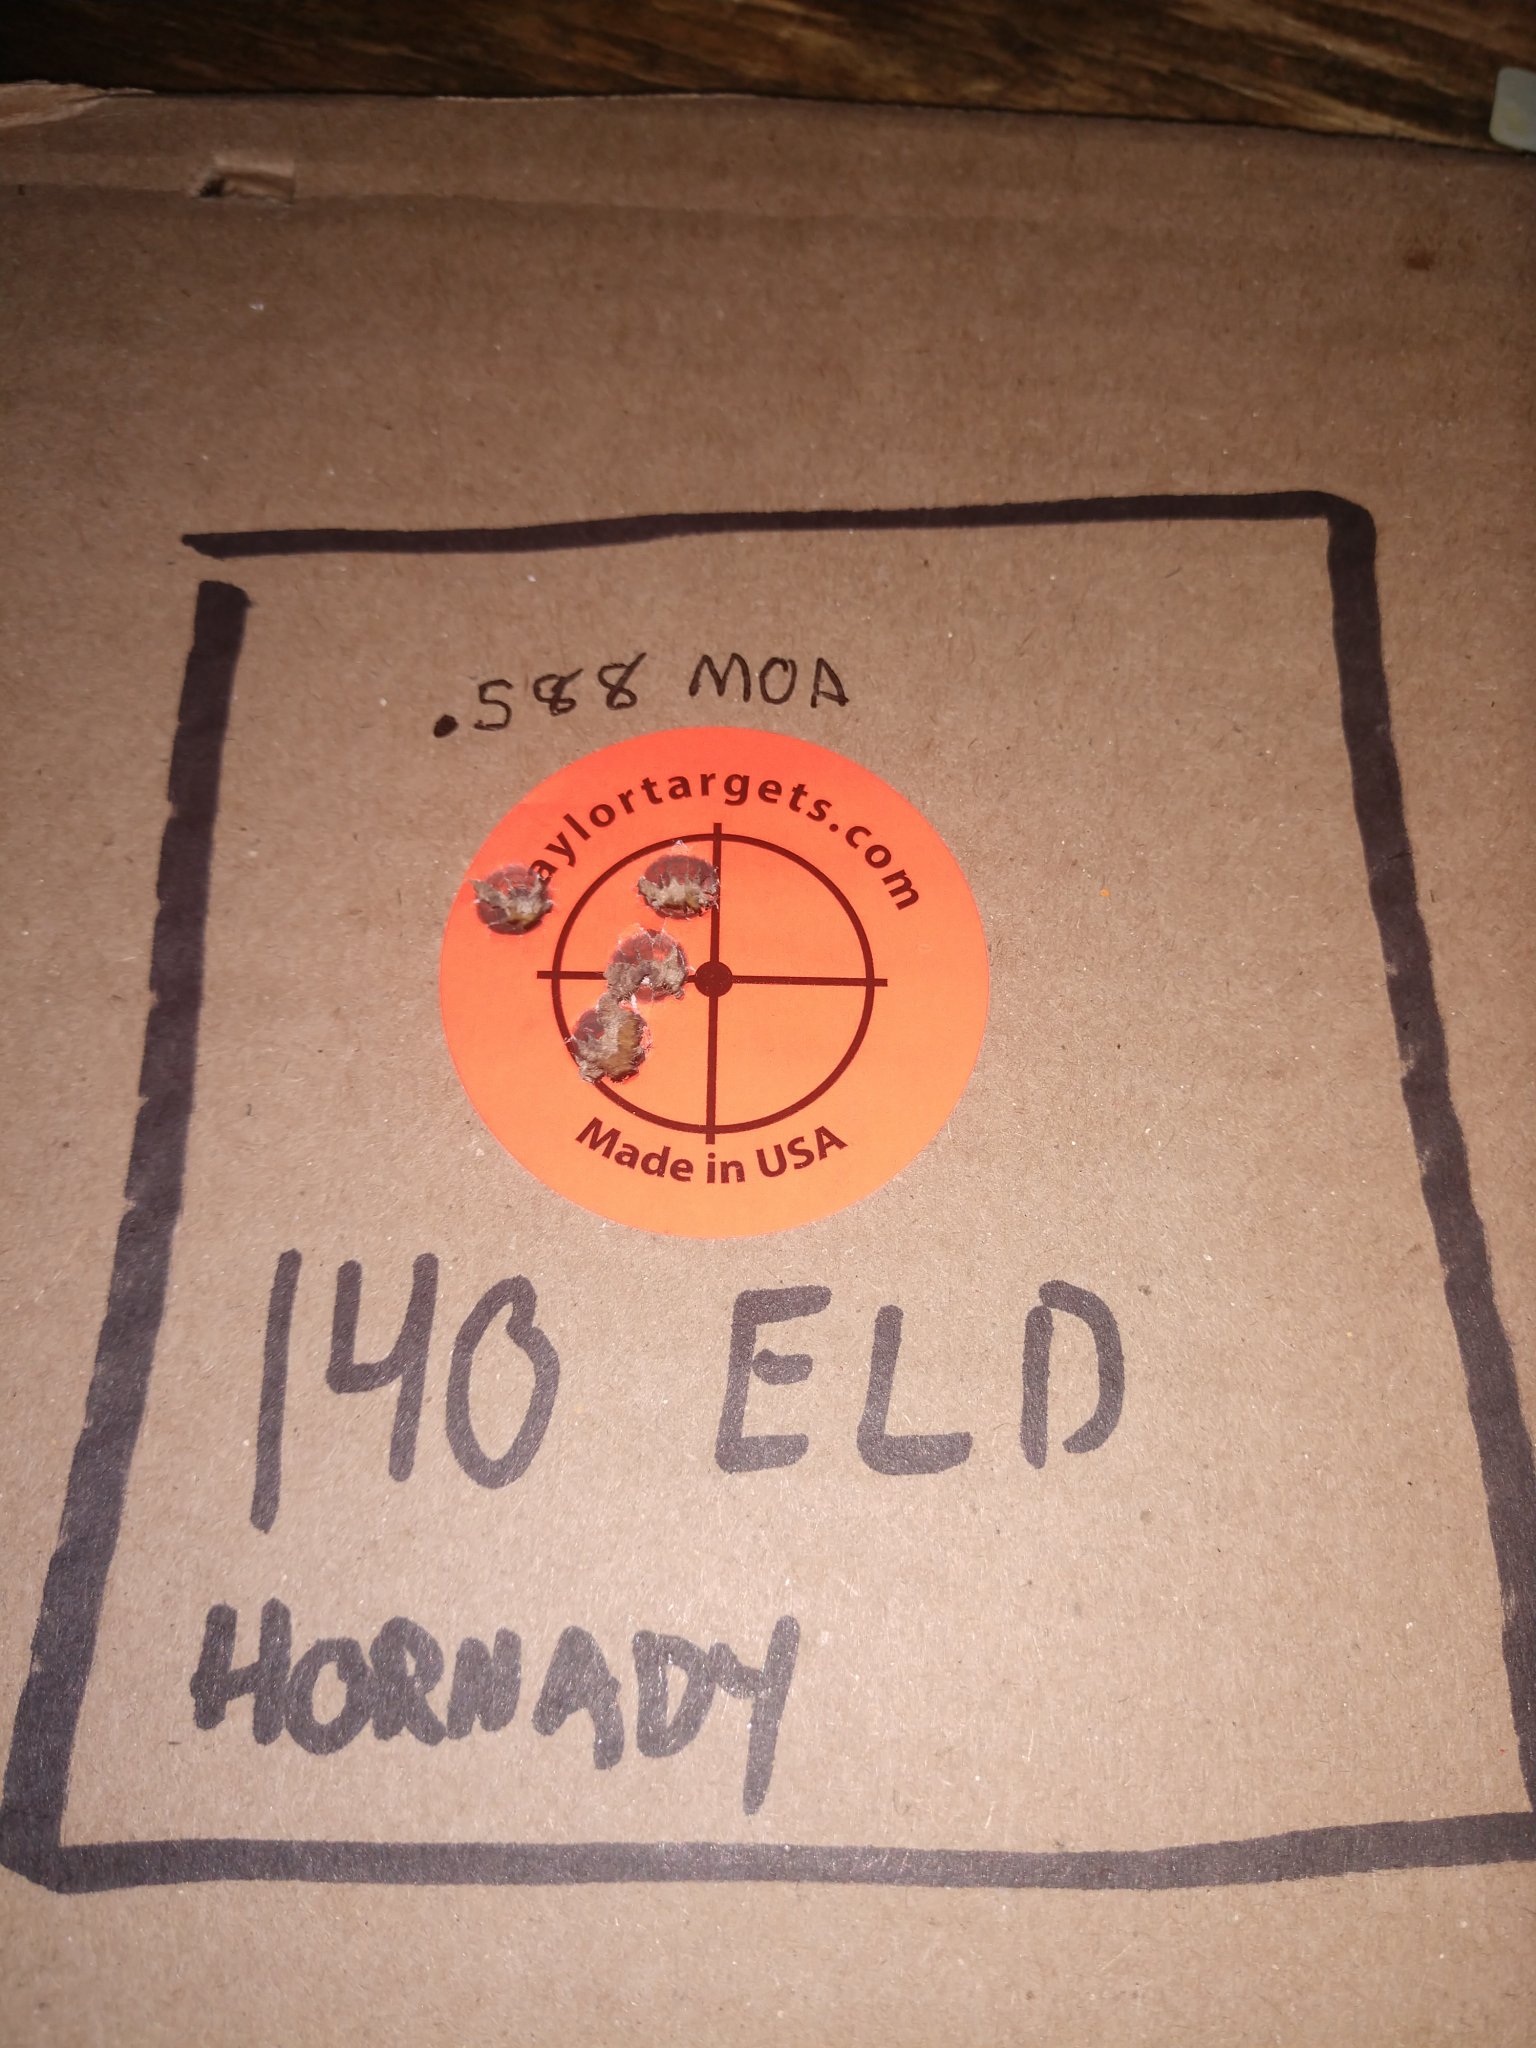 .588 MOA
aylortargets.com
Made in USA
140 ELD
HORNADY